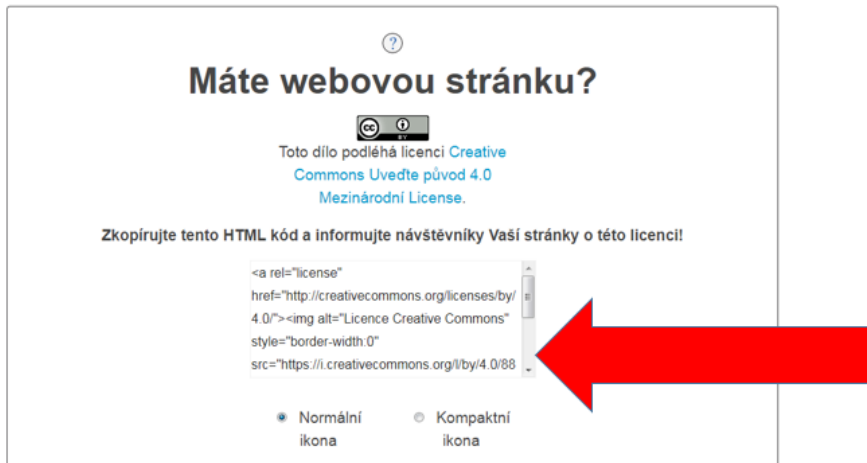 ?
Máte webovou stránku?
cc BY
Toto dílo podléhá licenci Creative
Commons Uveďte původ 4.0
Mezinárodní License.
Zkopírujte tento HTML kód a informujte návštěvníky Vaší stránky o této licenci!
<a rel="license"
href="http://creativecommons.org/licenses/by/
4.0/"><img alt="Licence Creative Commons"
style="border-width:0"
src="https://i.creativecommons.org/l/by/4.0/88
Normální Kompaktní
ikona ikona